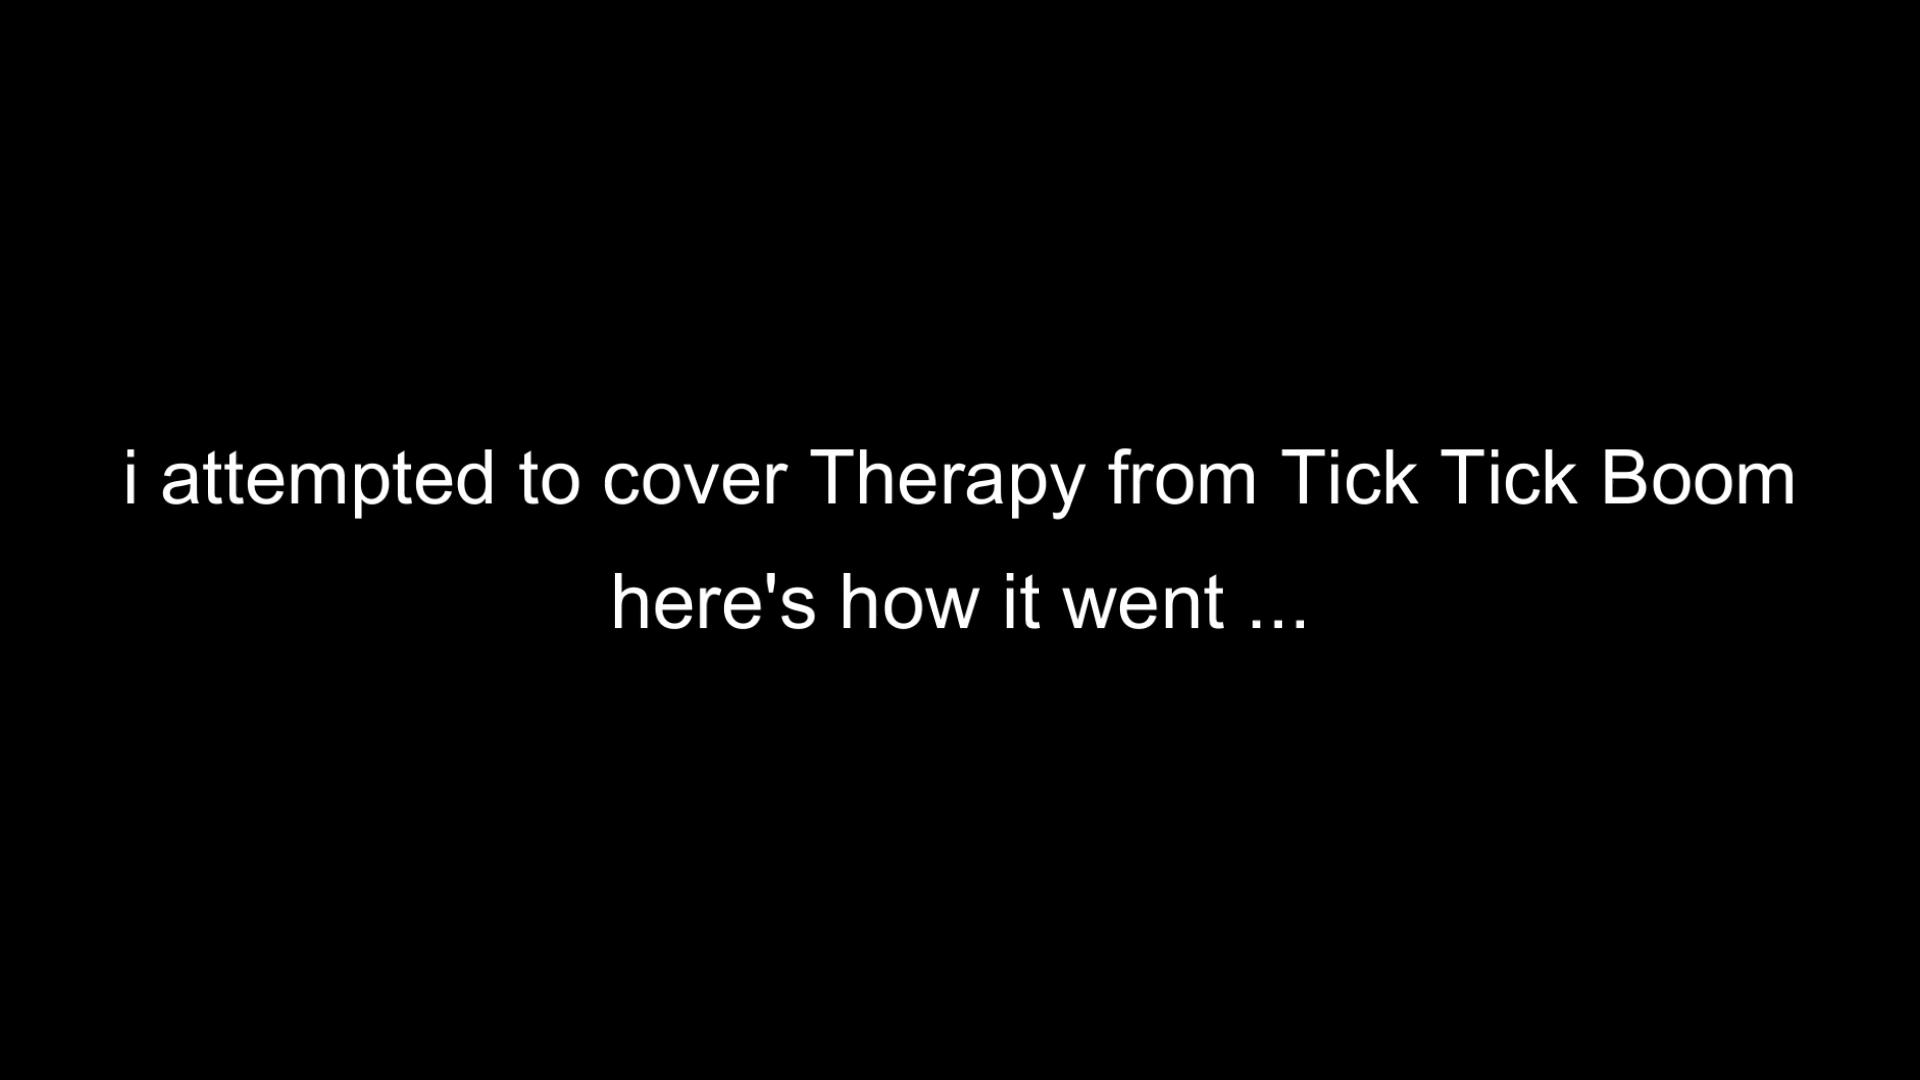 i attempted to cover Therapy from Tick Tick Boom
here's how it went ...